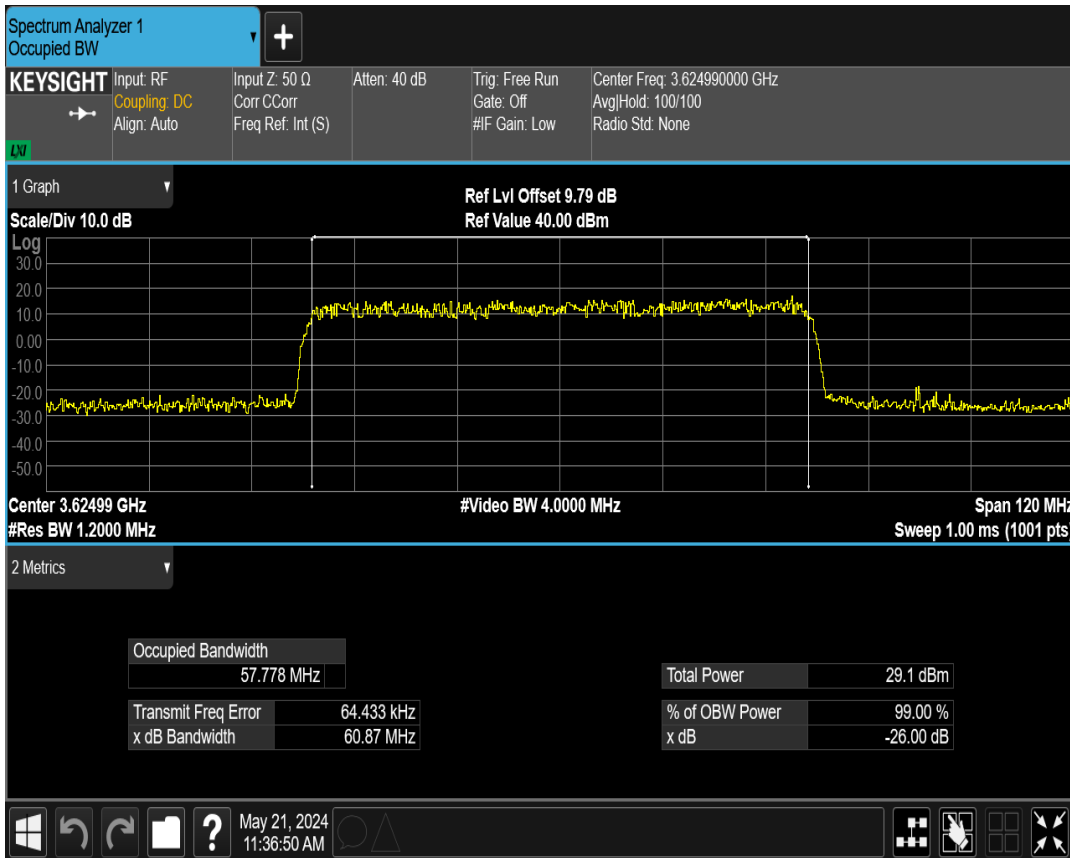 Spectrum Analyzer 1
Occupied BW
+
KEYSIGHT
LXI
Input: RF
Coupling: DC
Align: Auto
Input Z: 50 Ω
Corr CCorr
Freq Ref: Int (S)
Atten: 40 dB
Trig: Free Run
Gate: Off
#IF Gain: Low
Center Freq: 3.624990000 GHz
Avg|Hold: 100/100
Radio Std: None
1 Graph
Scale/Div 10.0 dB
Ref Lvl Offset 9.79 dB
Ref Value 40.00 dBm
Log
30.0
20.0
10.0
0.00
-10.0
-20.0
-30.0
-40.0
-50.0
Center 3.62499 GHz
#Video BW 4.0000 MHz
Span 120 MHz
#Res BW 1.2000 MHz
Sweep 1.00 ms (1001 pts)
2 Metrics
Occupied Bandwidth
57.778 MHz
Total Power 29.1 dBm
Transmit Freq Error 64.433 kHz
% of OBW Power 99.00 %
x dB Bandwidth 60.87 MHz
x dB -26.00 dB
?
May 21, 2024
11:36:50 AM